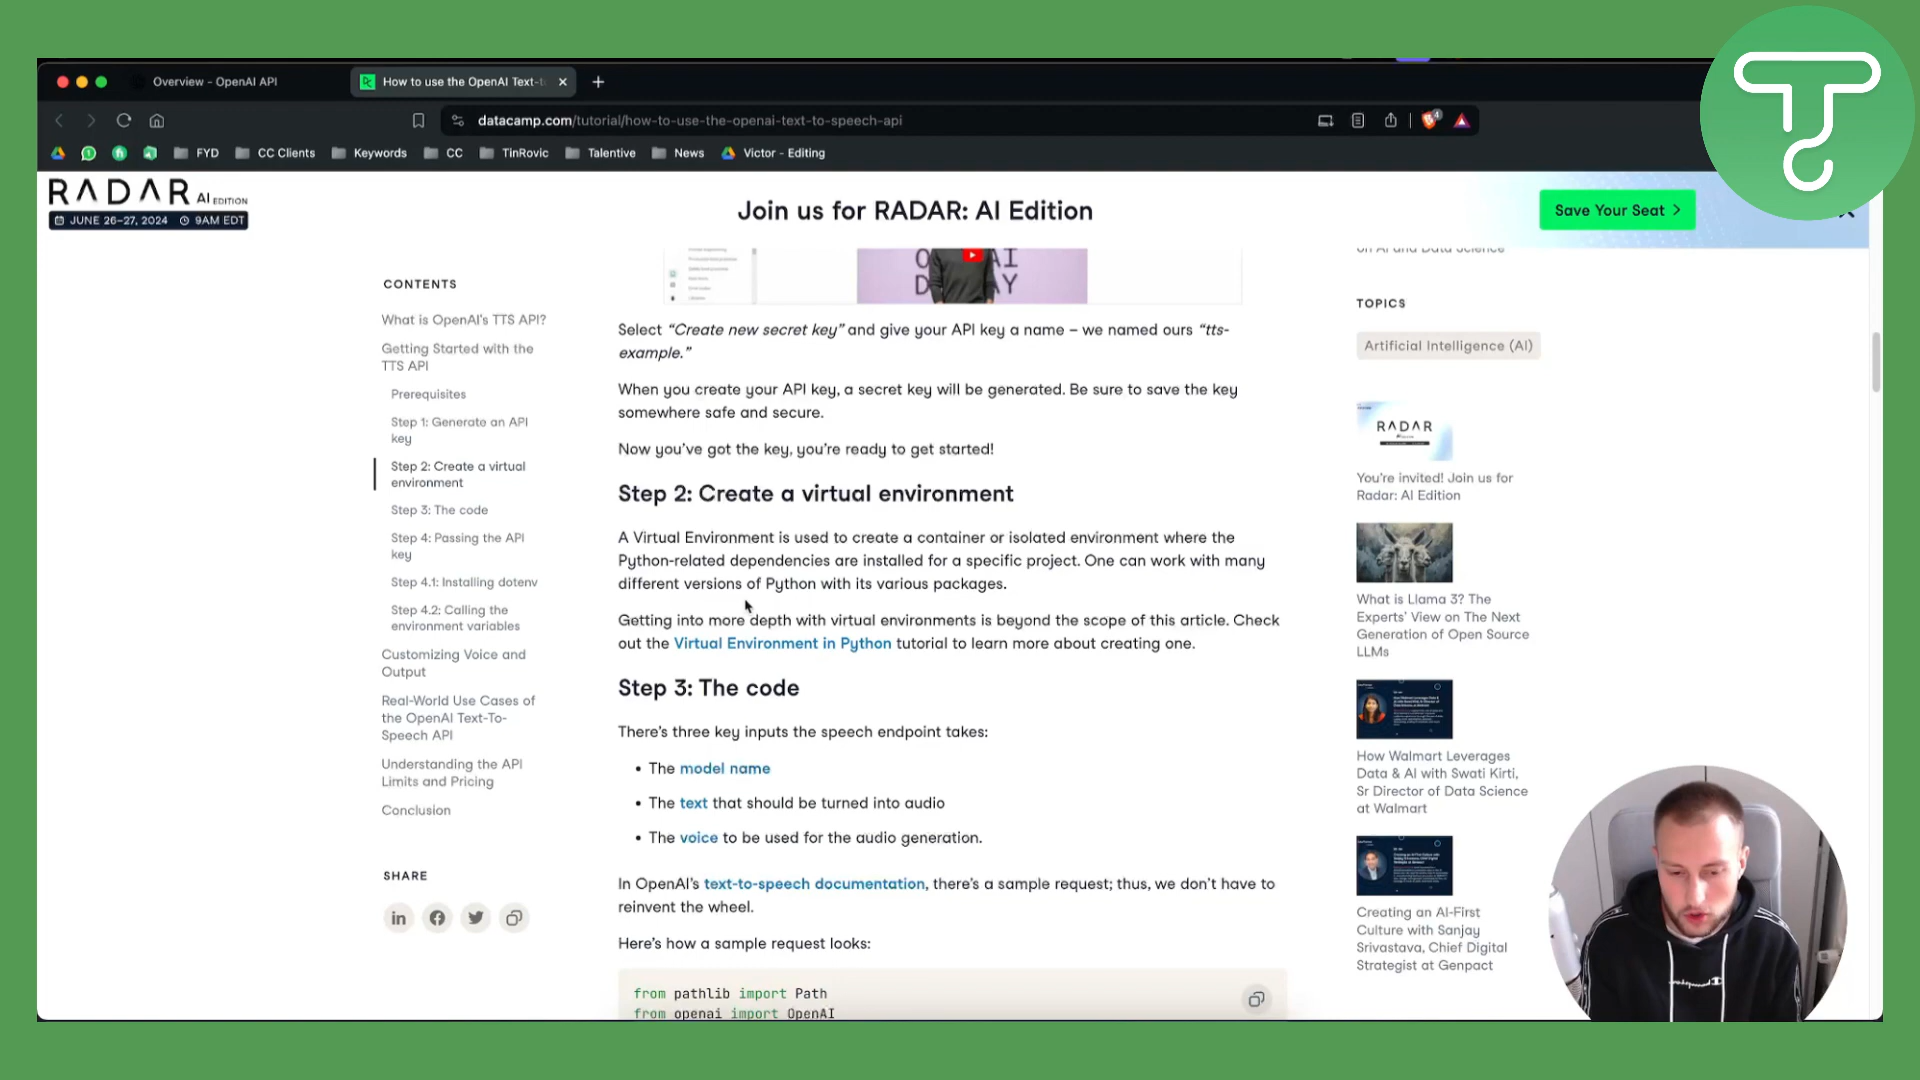 Overview - OpenAI API
How to use the OpenAI Text-t
datacamp.com/tutorial/how-to-use-the-openai-text-to-speech-api
FYD
CC Clients
Keywords
CC
TinRovic
Talentive
News
Victor - Editing
RADAR AI EDITION
JUNE 26-27, 2024 9AM EDT
Join us for RADAR: AI Edition
Save Your Seat >
CONTENTS
What is OpenAI's TTS API?
Getting Started with the
TTS API
Prerequisites
Step 1: Generate an API
key
Step 2: Create a virtual
environment
Step 3: The code
Step 4: Passing the API
key
Step 4.1: Installing dotenv
Step 4.2: Calling the
environment variables
Customizing Voice and
Output
Real-World Use Cases of
the OpenAI Text-To-
Speech API
Understanding the API
Limits and Pricing
Conclusion
SHARE
Select “Create new secret key” and give your API key a name – we named ours “tts-
example.”
When you create your API key, a secret key will be generated. Be sure to save the key
somewhere safe and secure.
Now you’ve got the key, you’re ready to get started!
Step 2: Create a virtual environment
A Virtual Environment is used to create a container or isolated environment where the
Python-related dependencies are installed for a specific project. One can work with many
different versions of Python with its various packages.
Getting into more depth with virtual environments is beyond the scope of this article. Check
out the Virtual Environment in Python tutorial to learn more about creating one.
Step 3: The code
There’s three key inputs the speech endpoint takes:
• The model name
• The text that should be turned into audio
• The voice to be used for the audio generation.
In OpenAI’s text-to-speech documentation, there’s a sample request; thus, we don’t have to
reinvent the wheel.
Here’s how a sample request looks:
from pathlib import Path
from openai import OpenAI
on AI and Data Science
TOPICS
Artificial Intelligence (AI)
RADAR
You’re invited! Join us for
Radar: AI Edition
What is Llama 3? The
Experts’ View on The Next
Generation of Open Source
LLMs
How Walmart Leverages
Data & AI with Swati Kirti,
Sr Director of Data Science
at Walmart
Creating an AI-First
Culture with Sanjay
Srivastava, Chief Digital
Strategist at Genpact